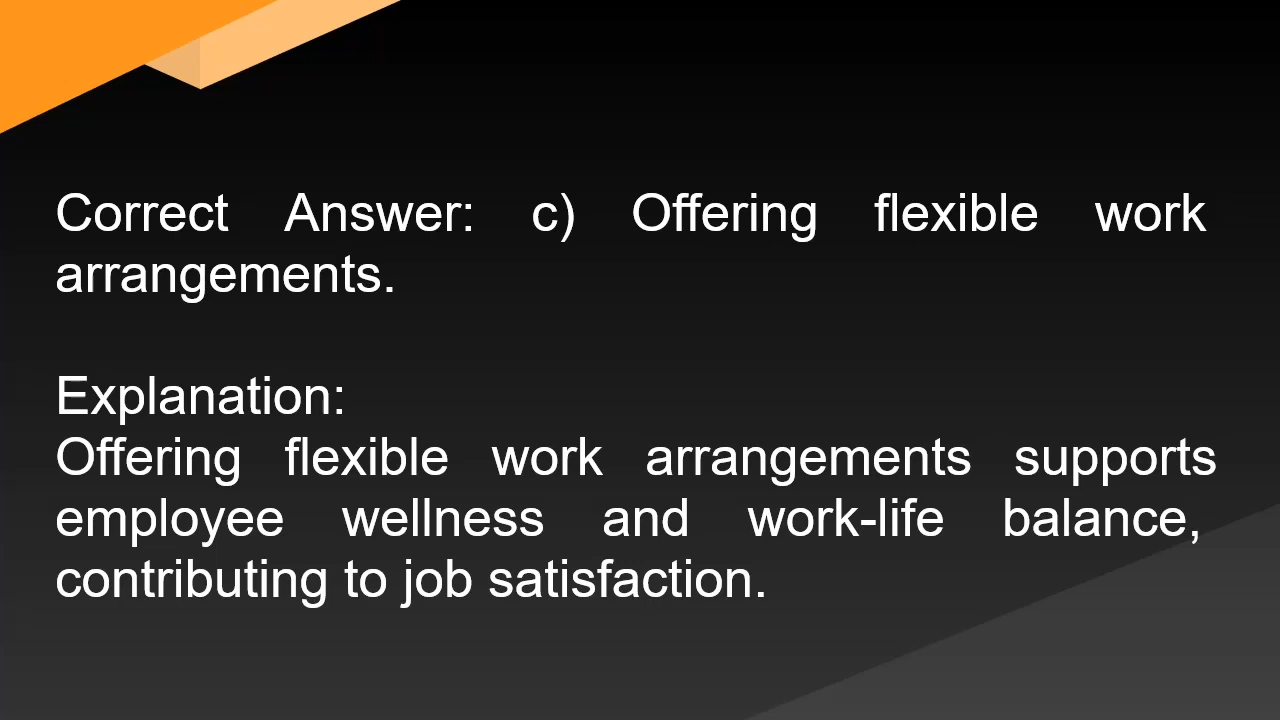 Correct Answer: c) Offering flexible work
arrangements.
Explanation:
Offering flexible work arrangements supports
employee wellness and work-life balance,
contributing to job satisfaction.